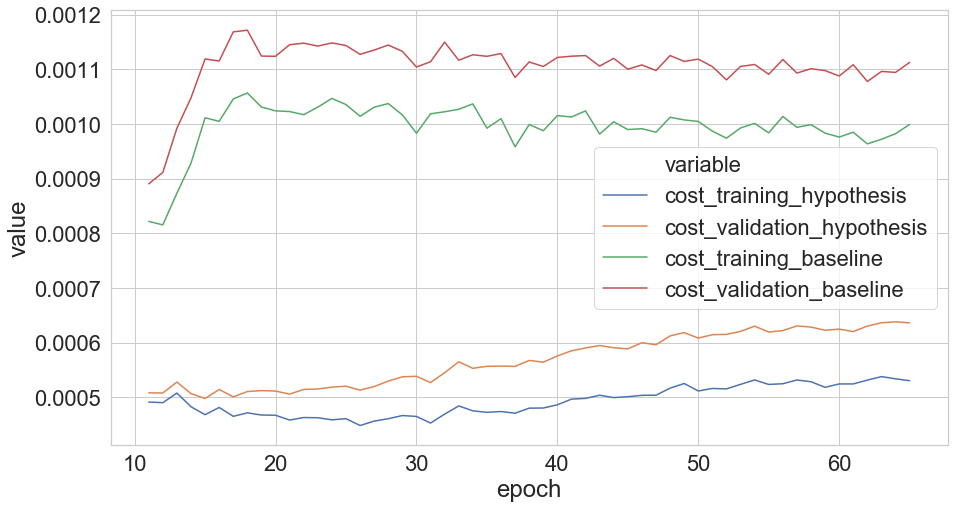 0.0012
0.0011
0.0010
0.0009
0.0008
0.0007
0.0006
0.0005
value
10 20 30 40 50 60
epoch
variable
cost_training_hypothesis
cost_validation_hypothesis
cost_training_baseline
cost_validation_baseline